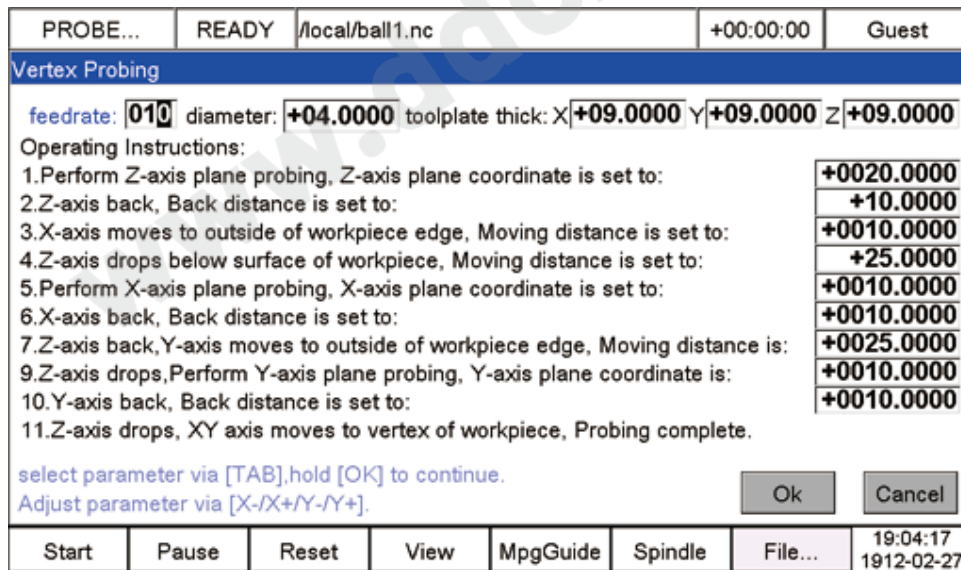 PROBE... READY /local/ball1.nc +00:00:00 Guest
Vertex Probing
feedrate: 010 diameter: +04.0000 toolplate thick: X +09.0000 Y +09.0000 Z +09.0000
Operating Instructions:
1.Perform Z-axis plane probing, Z-axis plane coordinate is set to: +0020.0000
2.Z-axis back, Back distance is set to: +10.0000
3.X-axis moves to outside of workpiece edge, Moving distance is set to: +0010.0000
4.Z-axis drops below surface of workpiece, Moving distance is set to: +25.0000
5.Perform X-axis plane probing, X-axis plane coordinate is set to: +0010.0000
6.X-axis back, Back distance is set to: +0010.0000
7.Z-axis back,Y-axis moves to outside of workpiece edge, Moving distance is: +0025.0000
9.Z-axis drops,Perform Y-axis plane probing, Y-axis plane coordinate is: +0010.0000
10.Y-axis back, Back distance is set to: +0010.0000
11.Z-axis drops, XY axis moves to vertex of workpiece, Probing complete.
select parameter via [TAB],hold [OK] to continue.
Adjust parameter via [X-/X+/Y-/Y+].
Ok Cancel
Start Pause Reset View MpgGuide Spindle File... 19:04:17
1912-02-27